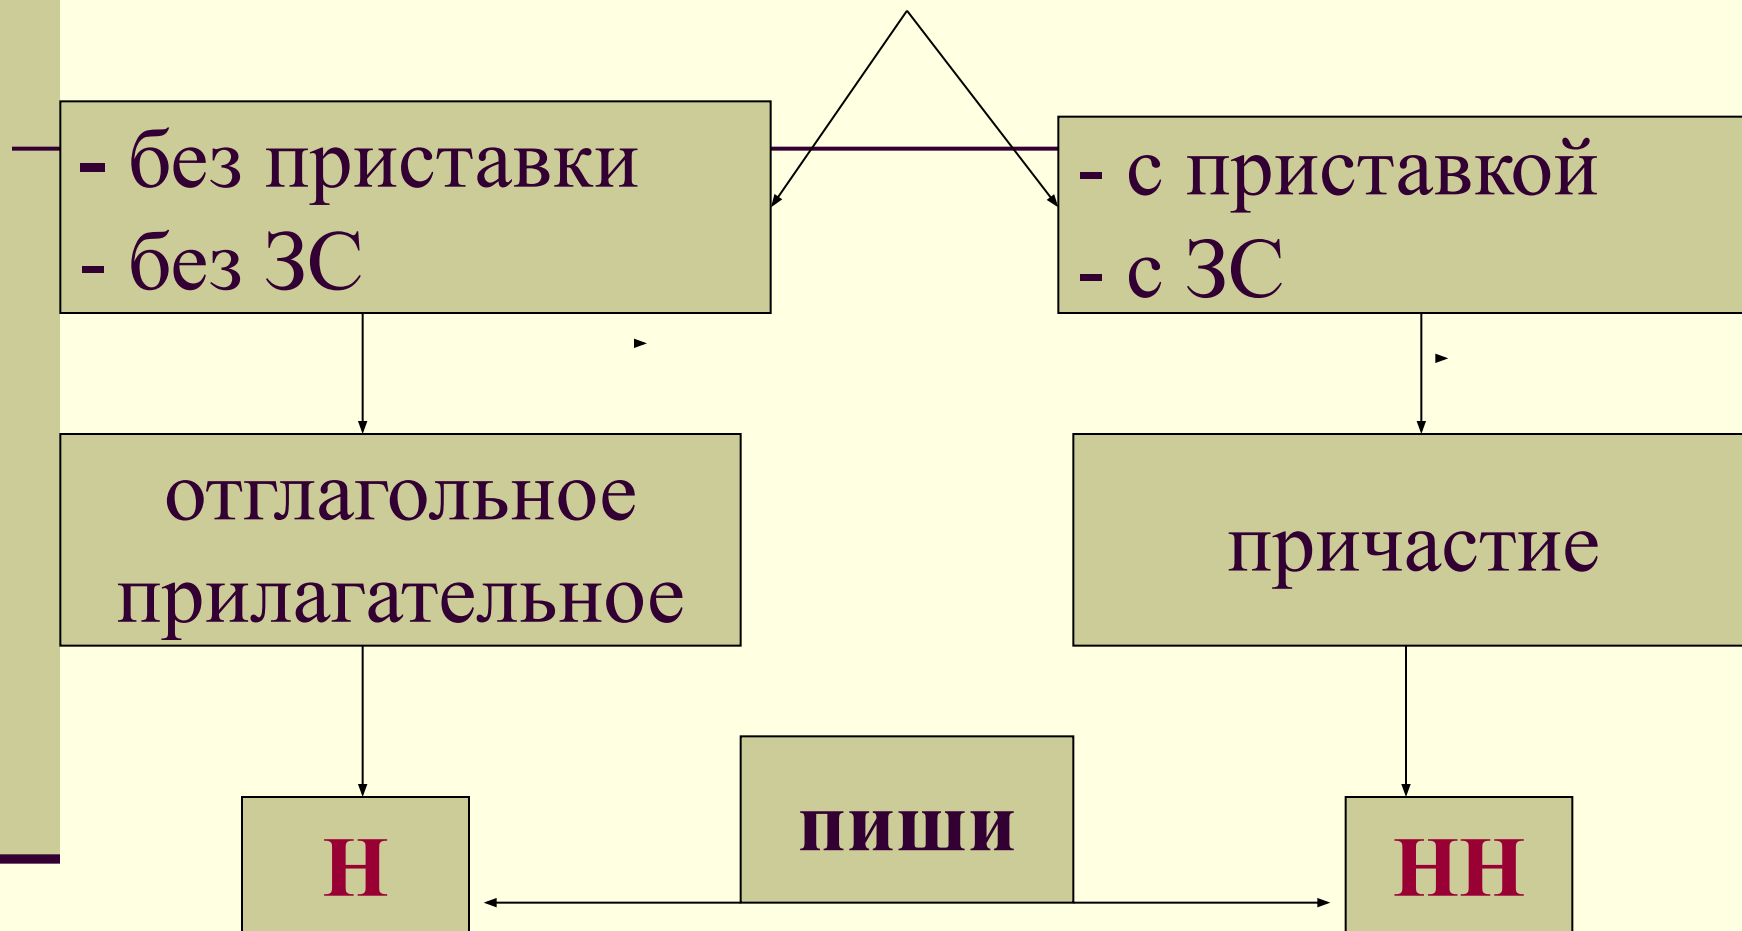 - без приставки
- без ЗС
- с приставкой
- с ЗС
отглагольное
прилагательное
причастие
пиши
Н
НН